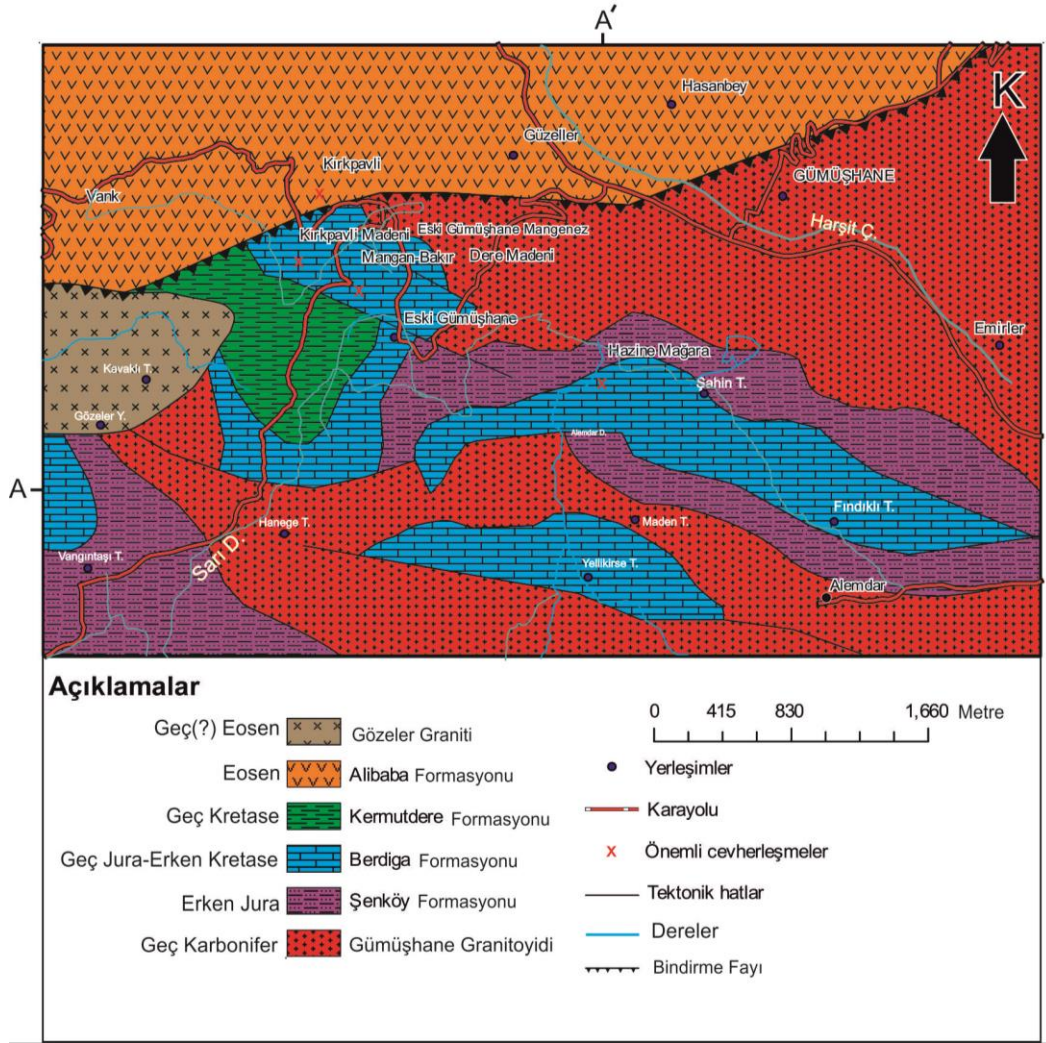 A′
K
Hasanbey
Güzeller
Kirkpavli
GÜMÜŞHANE
Vank
Harşit Ç.
Eski Gümüşhane Mangenez
Kirkpavli Madeni
Mangan-Bakır
Dere Madeni
Eski Gümüşhane
Emirler
Hazine Mağara
Kavaklı T.
Şahin T.
Gözeler Y.
Alemdar D.
A
Fındıklı T.
Hanege T.
Maden T.
Sarı D.
Vangıntaşı T.
Yellikirse T.
Alemdar
Açıklamalar
Geç(?) Eosen Gözeler Graniti
Eosen Alibaba Formasyonu
Geç Kretase Kermutdere Formasyonu
Geç Jura-Erken Kretase Berdiga Formasyonu
Erken Jura Şenköy Formasyonu
Geç Karbonifer Gümüşhane Granitoyidi
0 415 830 1,660 Metre
Yerleşimler
Karayolu
x Önemli cevherleşmeler
Tektonik hatlar
Dereler
Bindirme Fayı